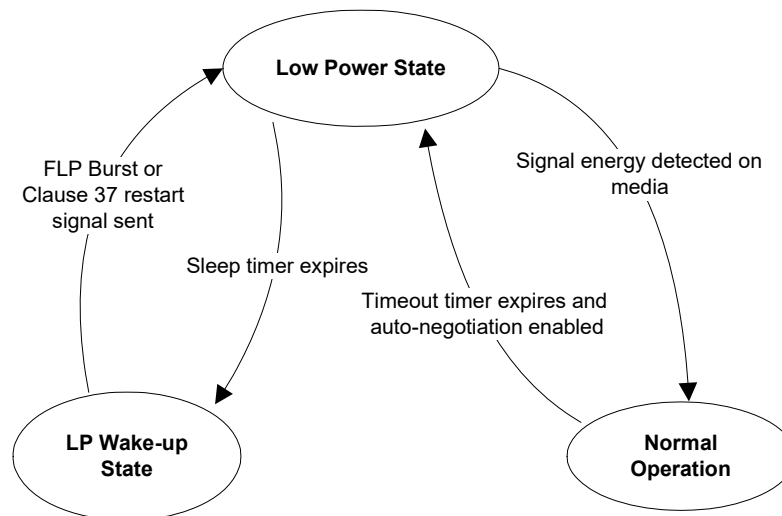 Low Power State
FLP Burst or
Clause 37 restart
signal sent
Signal energy detected on
media
Sleep timer expires
Timeout timer expires and
auto-negotiation enabled
LP Wake-up
State
Normal
Operation